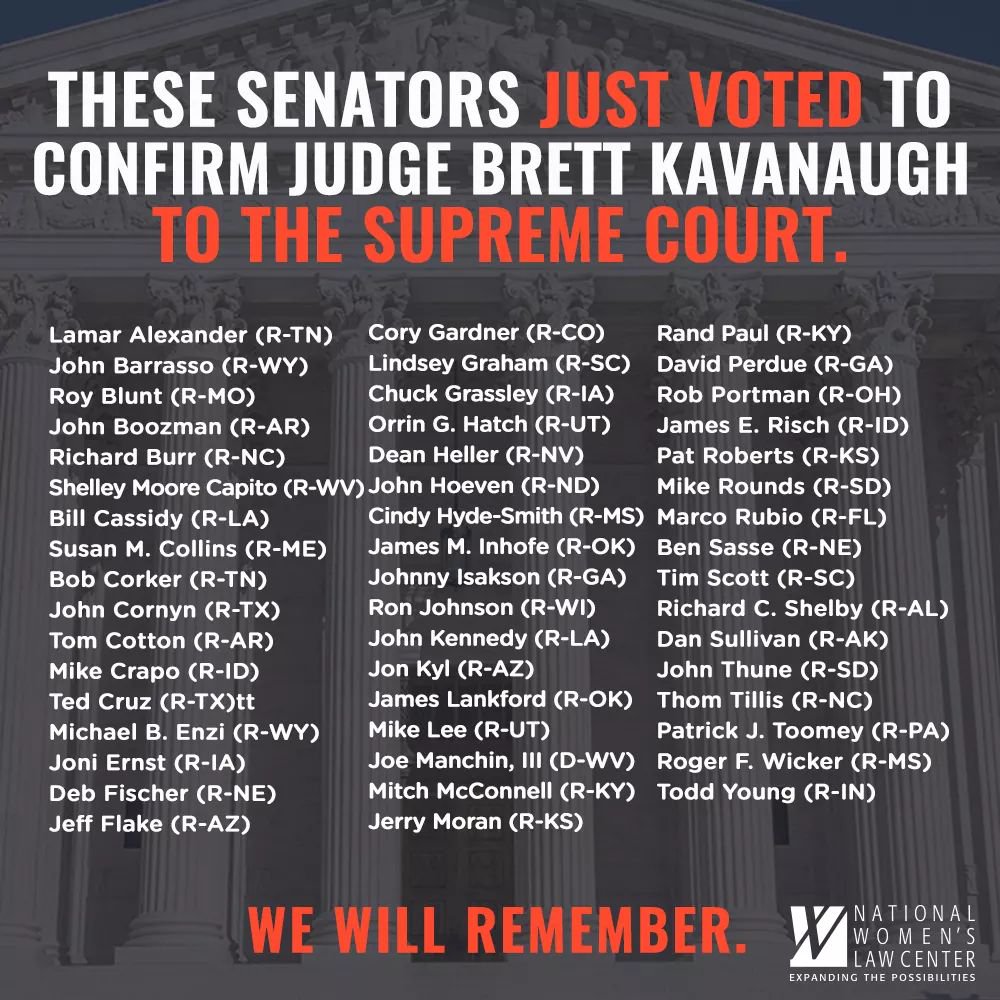 THESE SENATORS JUST VOTED TO
CONFIRM JUDGE BRETT KAVANAUGH
TO THE SUPREME COURT.
Lamar Alexander (R-TN)
John Barrasso (R-WY)
Roy Blunt (R-MO)
John Boozman (R-AR)
Richard Burr (R-NC)
Shelley Moore Capito (R-WV)
Bill Cassidy (R-LA)
Susan M. Collins (R-ME)
Bob Corker (R-TN)
John Cornyn (R-TX)
Tom Cotton (R-AR)
Mike Crapo (R-ID)
Ted Cruz (R-TX)tt
Michael B. Enzi (R-WY)
Joni Ernst (R-IA)
Deb Fischer (R-NE)
Jeff Flake (R-AZ)
Cory Gardner (R-CO)
Lindsey Graham (R-SC)
Chuck Grassley (R-IA)
Orrin G. Hatch (R-UT)
Dean Heller (R-NV)
John Hoeven (R-ND)
Cindy Hyde-Smith (R-MS)
James M. Inhofe (R-OK)
Johnny Isakson (R-GA)
Ron Johnson (R-WI)
John Kennedy (R-LA)
Jon Kyl (R-AZ)
James Lankford (R-OK)
Mike Lee (R-UT)
Joe Manchin, III (D-WV)
Mitch McConnell (R-KY)
Jerry Moran (R-KS)
Rand Paul (R-KY)
David Perdue (R-GA)
Rob Portman (R-OH)
James E. Risch (R-ID)
Pat Roberts (R-KS)
Mike Rounds (R-SD)
Marco Rubio (R-FL)
Ben Sasse (R-NE)
Tim Scott (R-SC)
Richard C. Shelby (R-AL)
Dan Sullivan (R-AK)
John Thune (R-SD)
Thom Tillis (R-NC)
Patrick J. Toomey (R-PA)
Roger F. Wicker (R-MS)
Todd Young (R-IN)
WE WILL REMEMBER.
NATIONAL
WOMEN'S
LAW CENTER
EXPANDING THE POSSIBILITIES